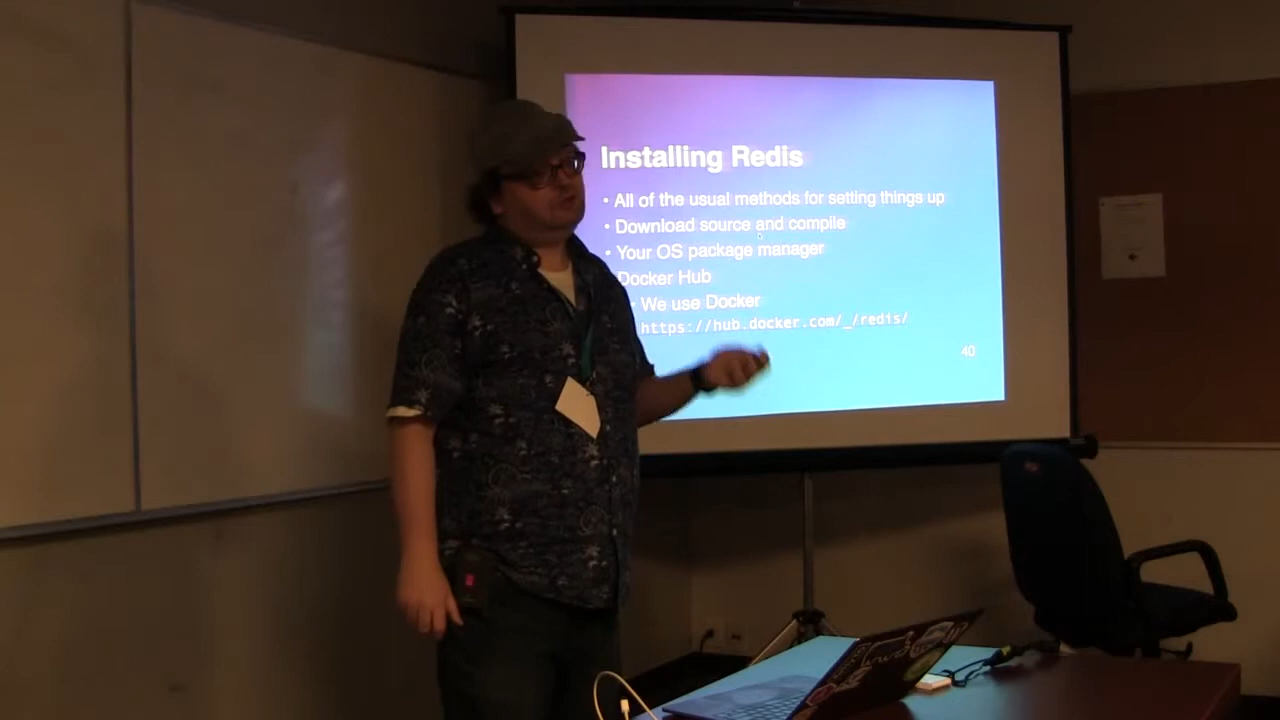 Installing Redis
• All of the usual methods for setting things up
• Download source and compile
• Your OS package manager
Docker Hub
• We use Docker
https://hub.docker.com/_/redis/
40